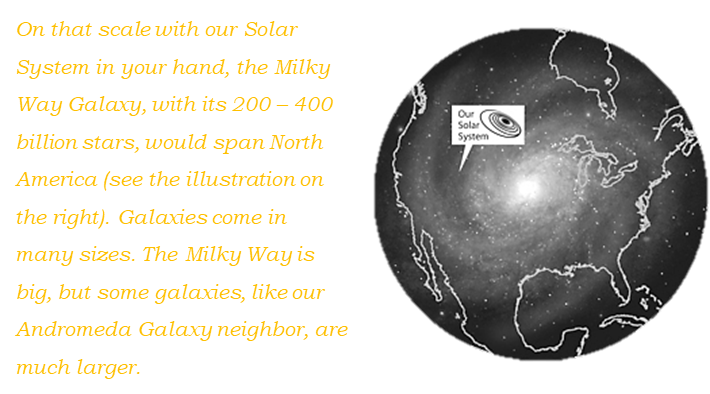 On that scale with our Solar
System in your hand, the Milky
Way Galaxy, with its 200 – 400
billion stars, would span North
America (see the illustration on
the right). Galaxies come in
many sizes. The Milky Way is
big, but some galaxies, like our
Andromeda Galaxy neighbor, are
much larger.
Our
Solar
System